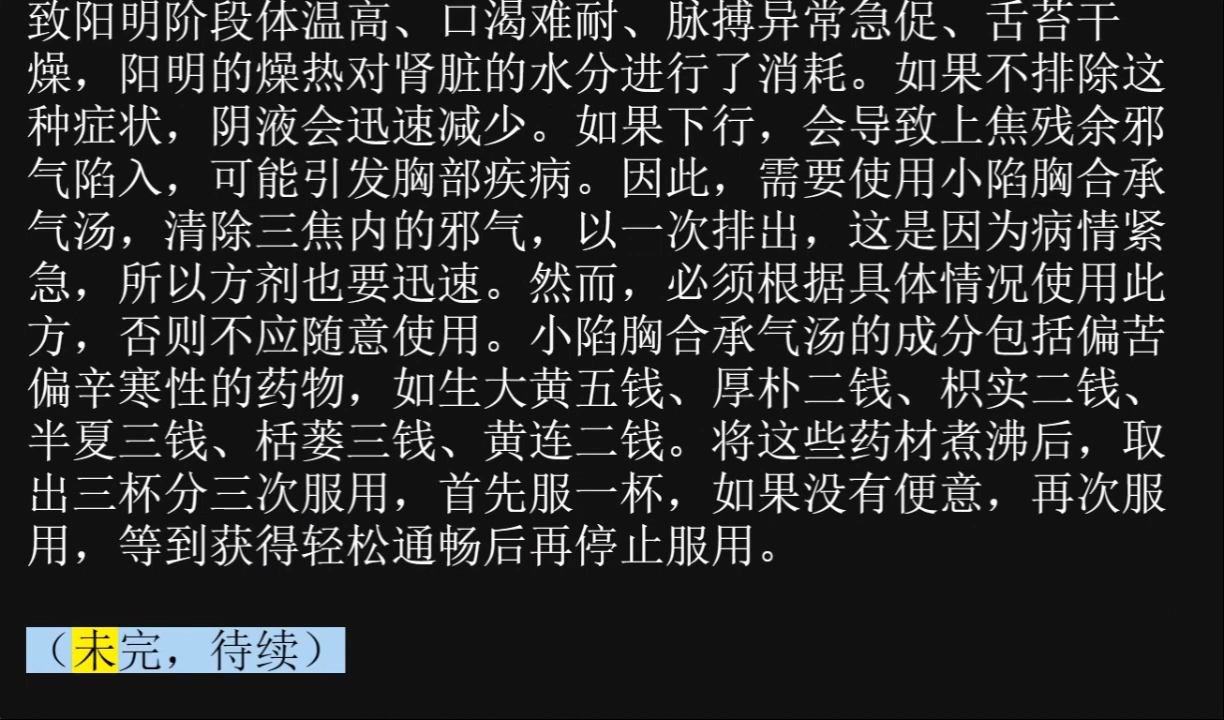 致阳明阶段体温高、口渴难耐、脉搏异常急促、舌苔干
燥，阳明的燥热对肾脏的水分进行了消耗。如果不排除这
种症状，阴液会迅速减少。如果下行，会导致上焦残余邪
气陷入，可能引发胸部疾病。因此，需要使用小陷胸合承
气汤，清除三焦内的邪气，以一次排出，这是因为病情紧
急，所以方剂也要迅速。然而，必须根据具体情况使用此
方，否则不应随意使用。小陷胸合承气汤的成分包括偏苦
偏辛寒性的药物，如生大黄五钱、厚朴二钱、枳实二钱、
半夏三钱、栝蒌三钱、黄连二钱。将这些药材煮沸后，取
出三杯分三次服用，首先服一杯，如果没有便意，再次服
用，等到获得轻松通畅后再停止服用。
（未完，待续）